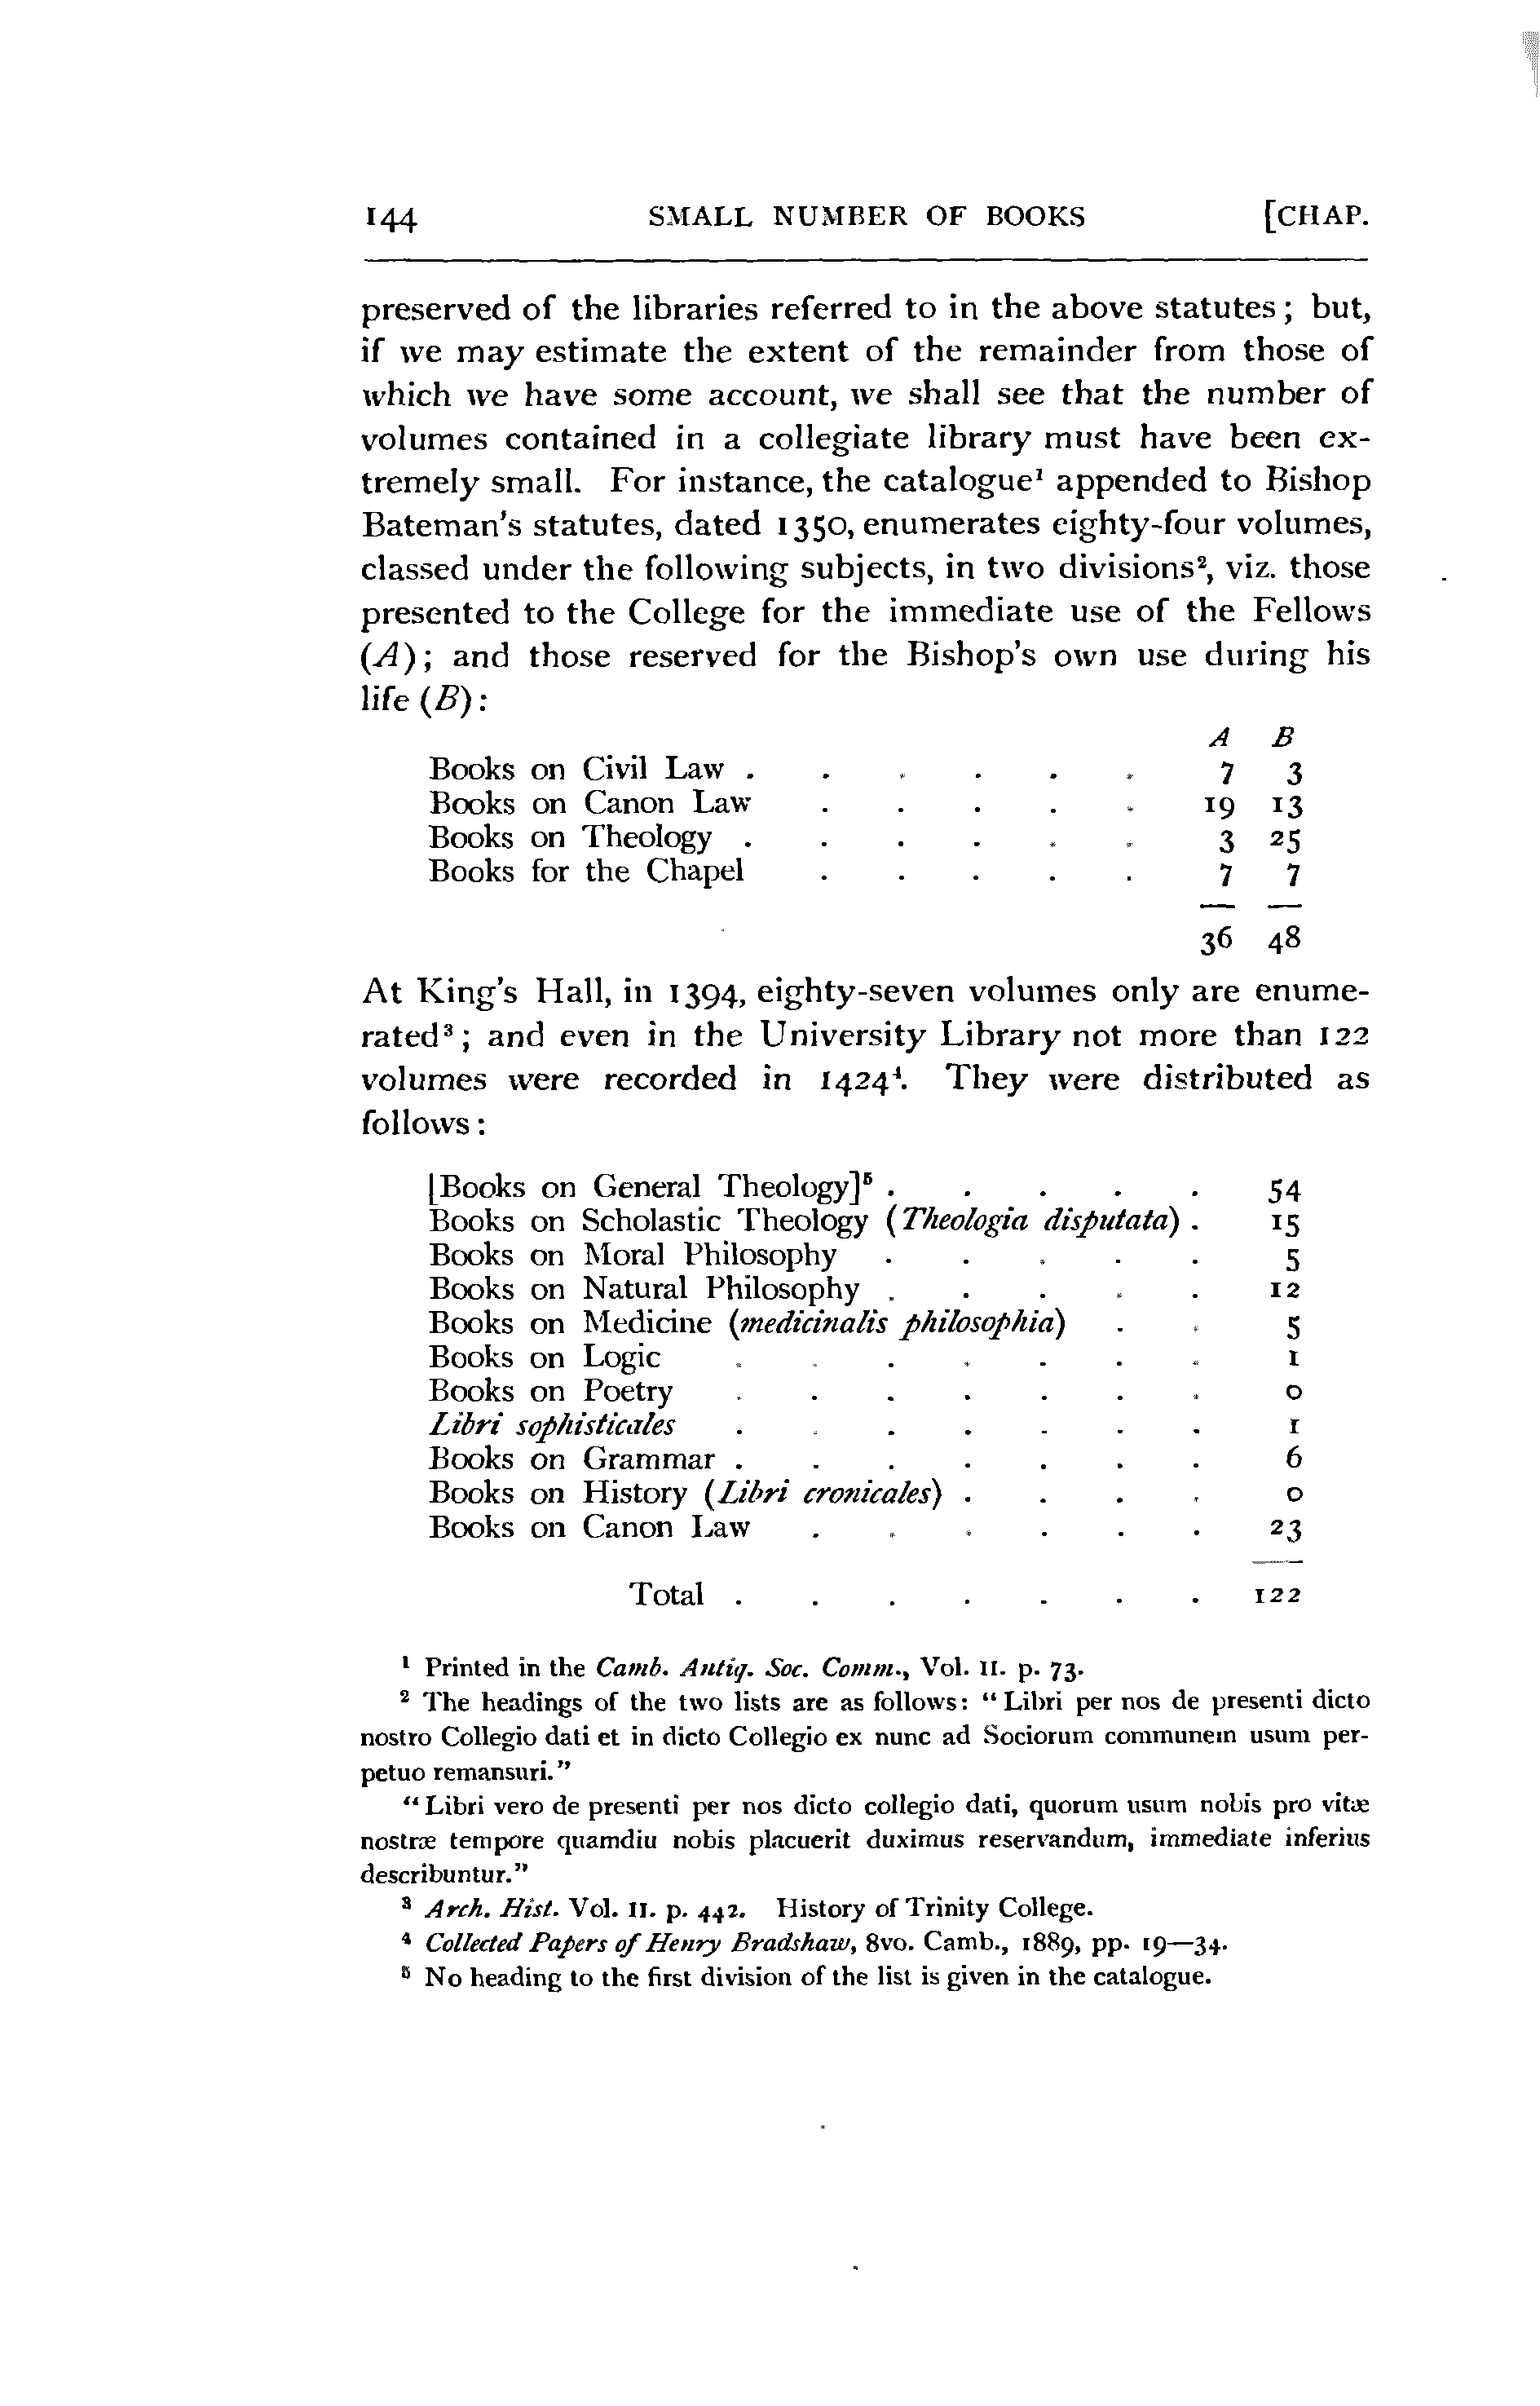 144 SMALL NUMBER OF BOOKS [CHAP.
preserved of the libraries referred to in the above statutes; but,
if we may estimate the extent of the remainder from those of
which we have some account, we shall see that the number of
volumes contained in a collegiate library must have been ex-
tremely small. For instance, the catalogue¹ appended to Bishop
Bateman's statutes, dated 1350, enumerates eighty-four volumes,
classed under the following subjects, in two divisions², viz. those
presented to the College for the immediate use of the Fellows
(A); and those reserved for the Bishop's own use during his
life (B):
A B
Books on Civil Law . . . . . . 7 3
Books on Canon Law . . . . . 19 13
Books on Theology . . . . . . 3 25
Books for the Chapel . . . . . 7 7
36 48
At King's Hall, in 1394, eighty-seven volumes only are enume-
rated³; and even in the University Library not more than 122
volumes were recorded in 1424⁴. They were distributed as
follows:
[Books on General Theology]⁵ . . . . . 54
Books on Scholastic Theology (Theologia disputata) . 15
Books on Moral Philosophy . . . . . 5
Books on Natural Philosophy . . . . . 12
Books on Medicine (medicinalis philosophia) . . 5
Books on Logic . . . . . . . 1
Books on Poetry . . . . . . . 0
Libri sophisticales . . . . . . . 1
Books on Grammar . . . . . . . 6
Books on History (Libri cronicales) . . . . 0
Books on Canon Law . . . . . . 23
Total . . . . . . . 122
¹ Printed in the Camb. Antiq. Soc. Comm., Vol. II. p. 73.
² The headings of the two lists are as follows: "Libri per nos de presenti dicto
nostro Collegio dati et in dicto Collegio ex nunc ad Sociorum communem usum per-
petuo remansuri."
"Libri vero de presenti per nos dicto collegio dati, quorum usum nobis pro vitæ
nostræ tempore quamdiu nobis placuerit duximus reservandum, immediate inferius
describuntur."
³ Arch. Hist. Vol. II. p. 442. History of Trinity College.
⁴ Collected Papers of Henry Bradshaw, 8vo. Camb., 1889, pp. 19—34.
⁵ No heading to the first division of the list is given in the catalogue.